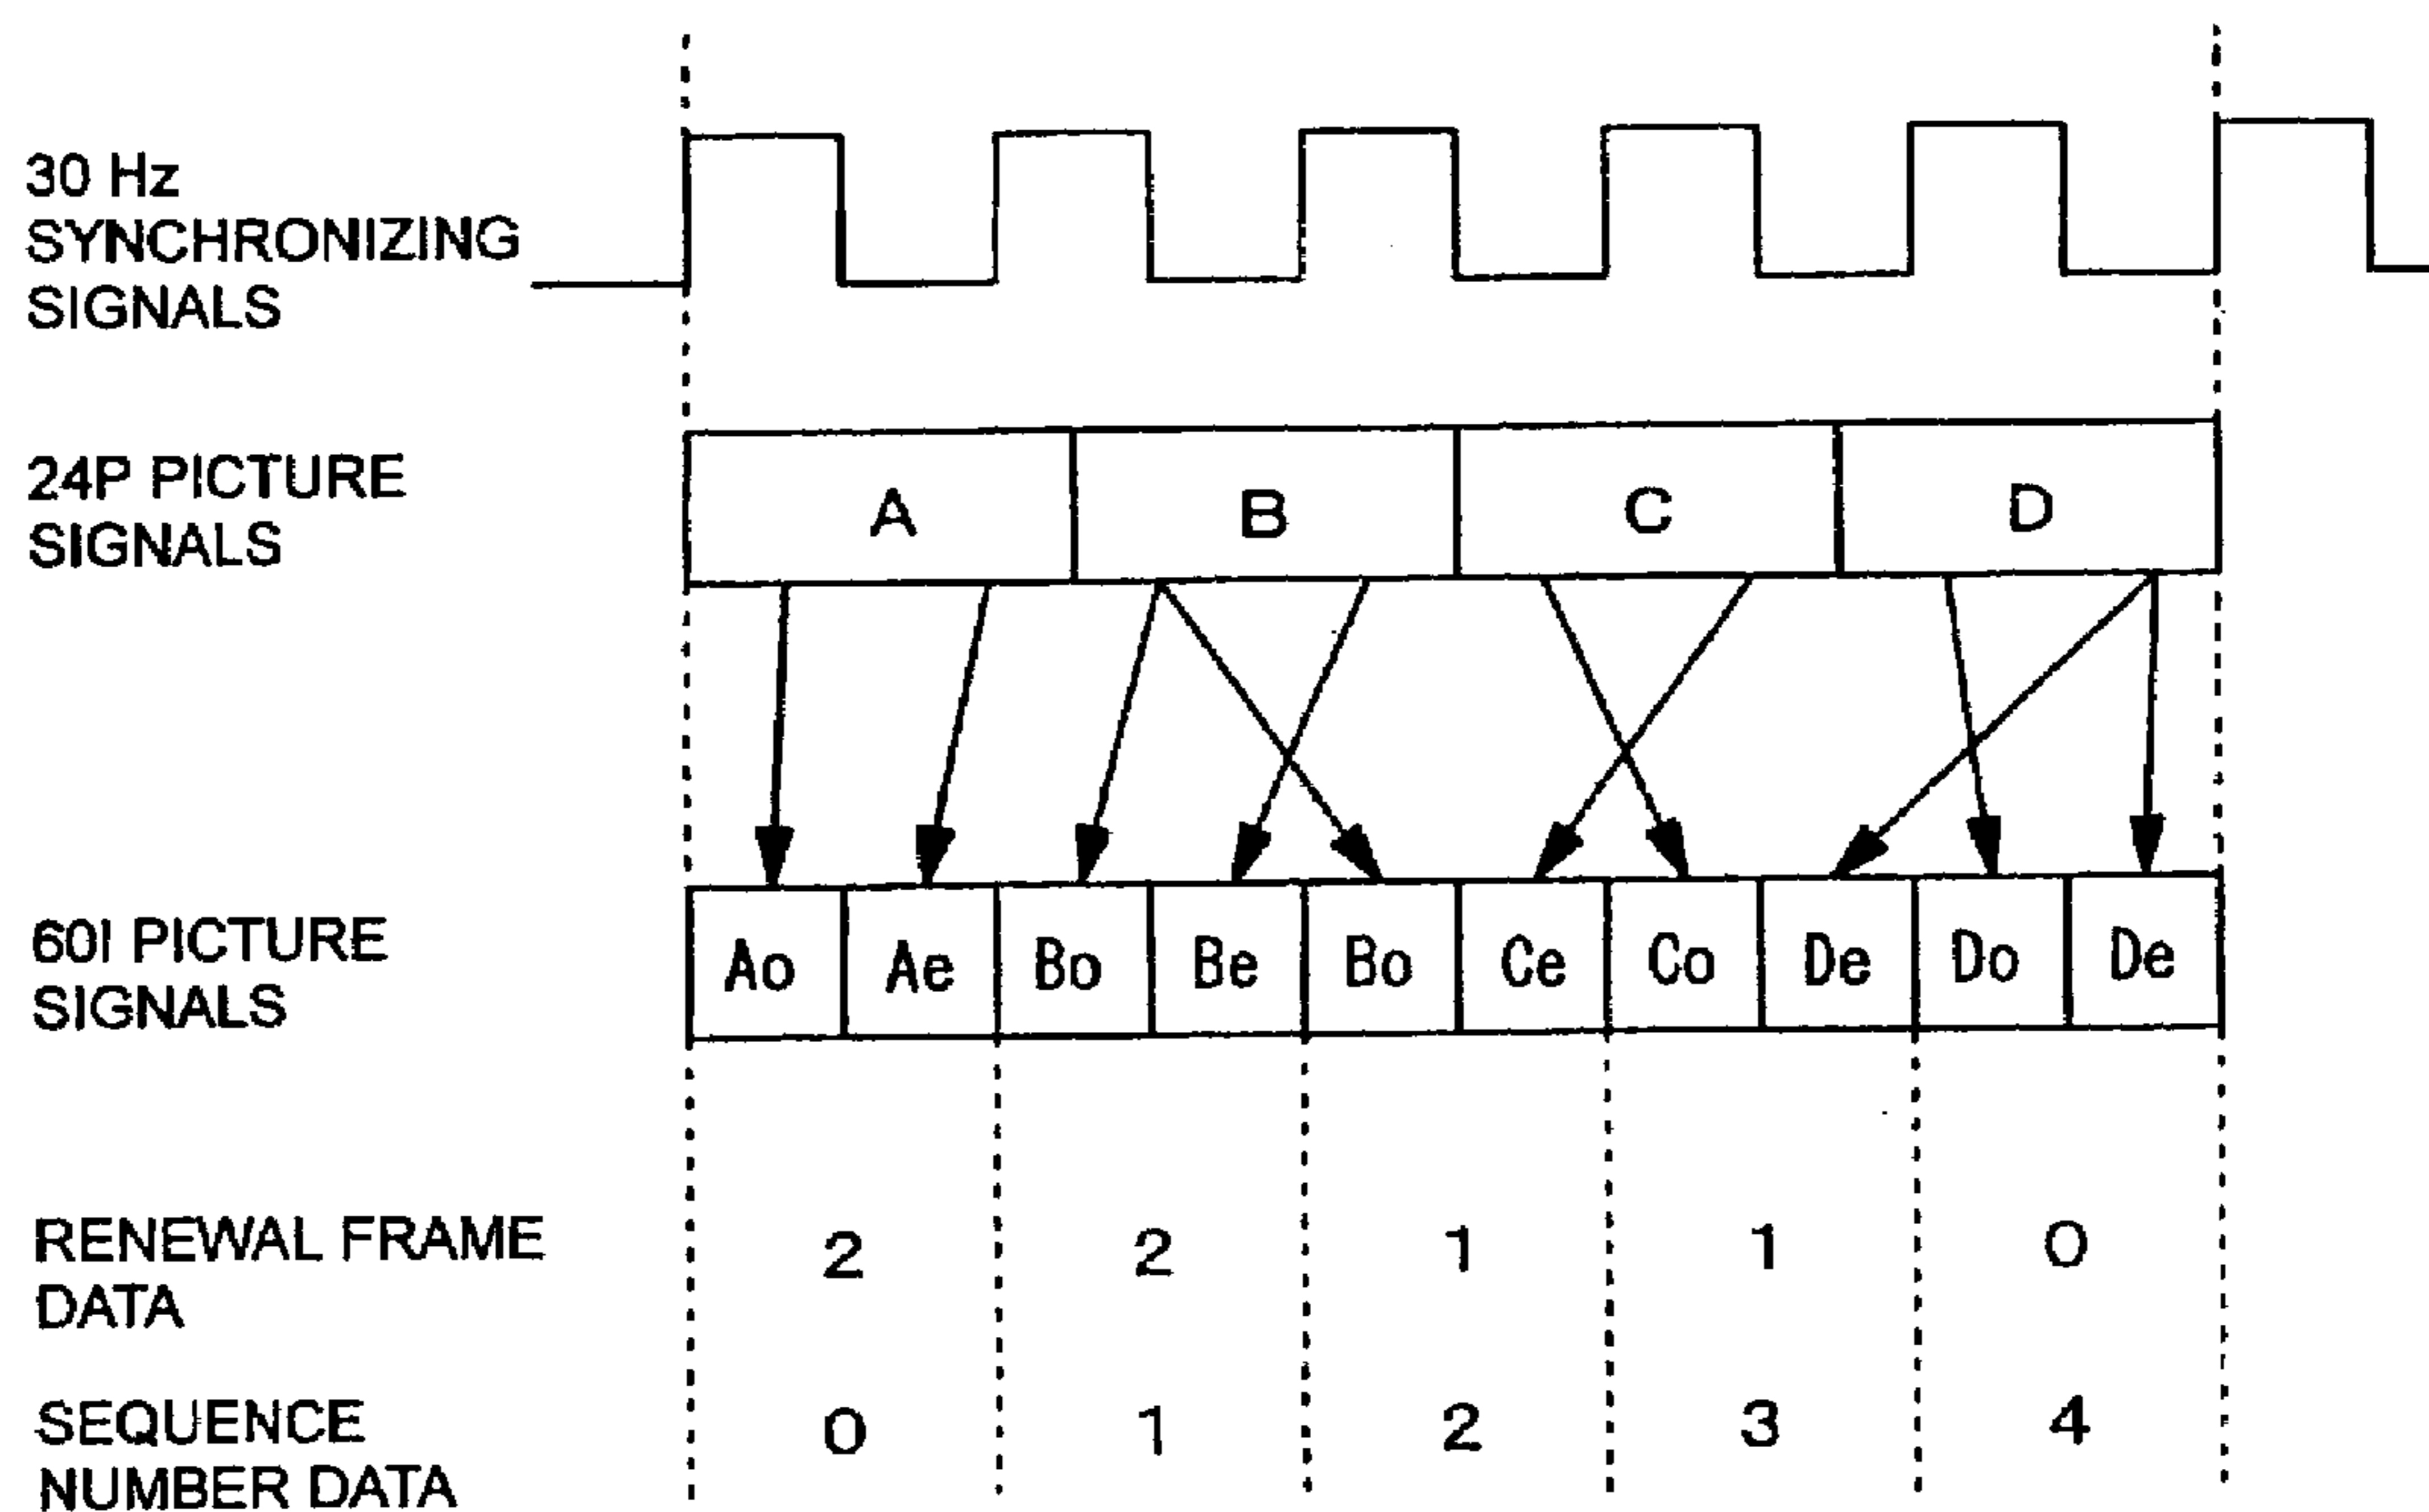 30 Hz
SYNCHRONIZING
SIGNALS
24P PICTURE
SIGNALS
A B C D
60I PICTURE
SIGNALS
Ao Ae Bo Be Bo Ce Co De Do De
RENEWAL FRAME
DATA
2 2 1 1 0
SEQUENCE
NUMBER DATA
0 1 2 3 4